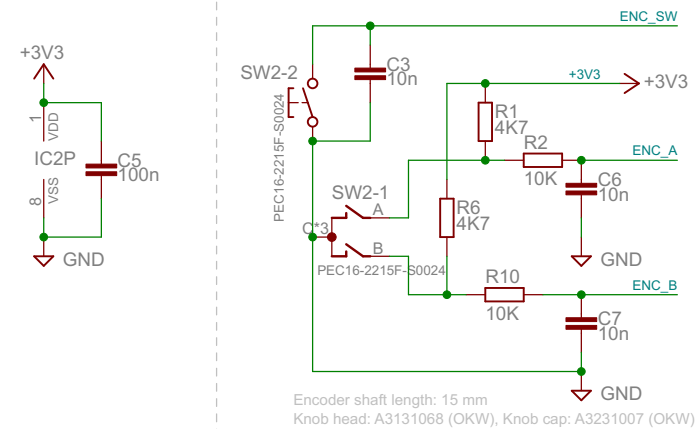 +3V3
1
VDD
IC2P
C5
100n
8
VSS
GND
ENC_SW
SW2-2
PEC16-2215F-S0024
C3
10n
+3V3
+3V3
R1
4K7
R2
10K
ENC_A
C6
10n
GND
SW2-1
A
C*3
B
PEC16-2215F-S0024
R6
4K7
R10
10K
ENC_B
C7
10n
GND
Encoder shaft length: 15 mm
Knob head: A3131068 (OKW), Knob cap: A3231007 (OKW)